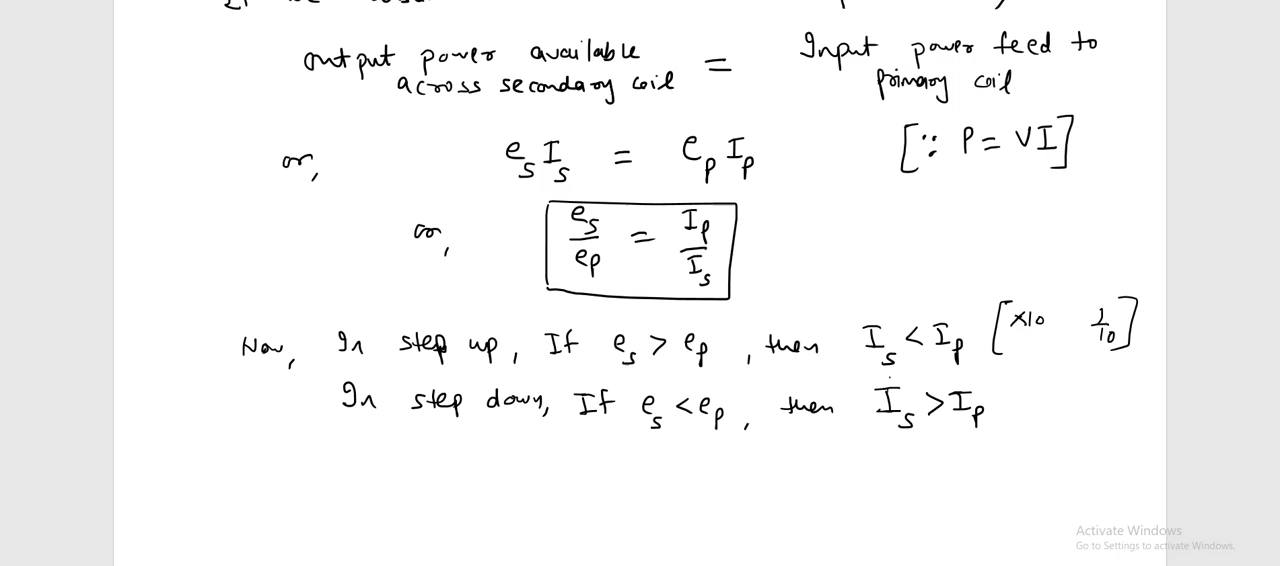 output power available = Input power feed to
across secondary coil primary coil
or, e_s I_s = e_p I_p [∵ P = VI]
or, e_s/e_p = I_p/I_s
Now, In step up, If e_s > e_p, then I_s < I_p [×10 1/10]
In step down, If e_s < e_p, then I_s > I_p
Activate Windows
Go to Settings to activate Windows.